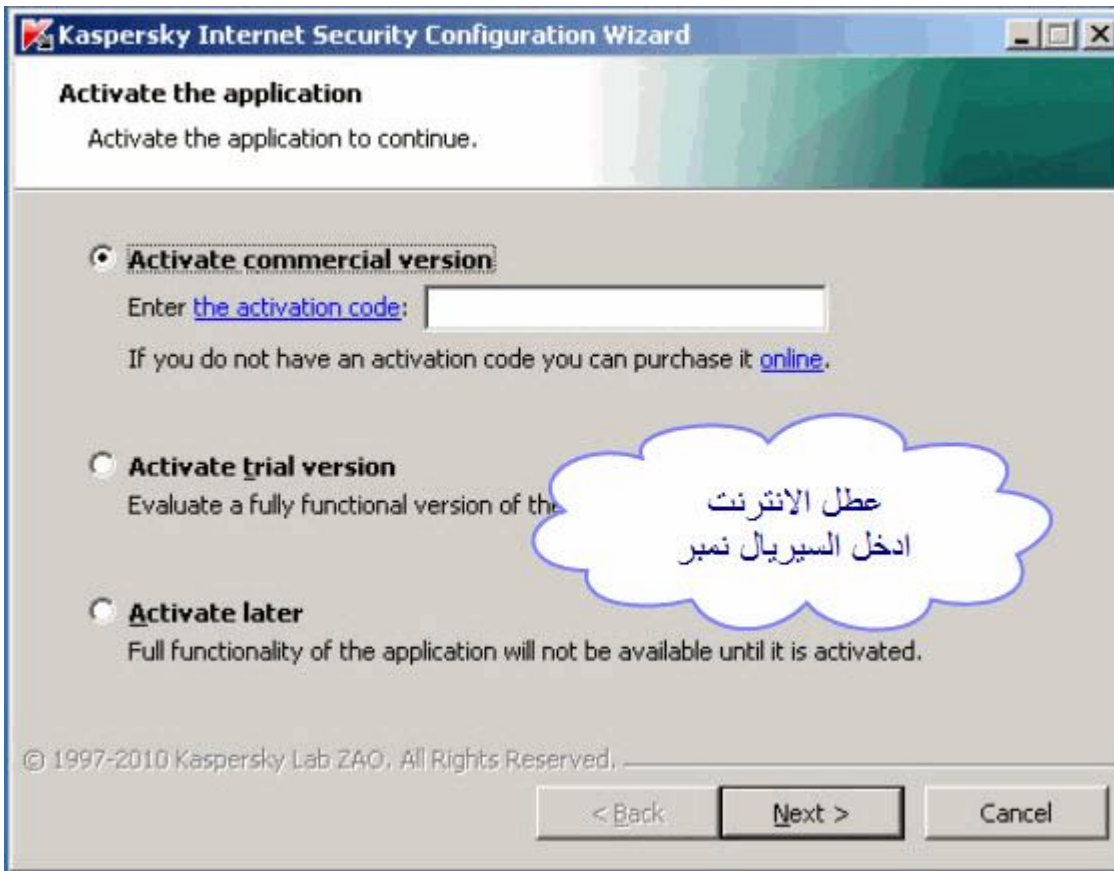 Kaspersky Internet Security Configuration Wizard
Activate the application
Activate the application to continue.
Activate commercial version
Enter the activation code:
If you do not have an activation code you can purchase it online.
Activate trial version
Evaluate a fully functional version of the
عطل الانترنت
ادخل السيريال نمبر
Activate later
Full functionality of the application will not be available until it is activated.
© 1997-2010 Kaspersky Lab ZAO. All Rights Reserved.
< Back Next > Cancel